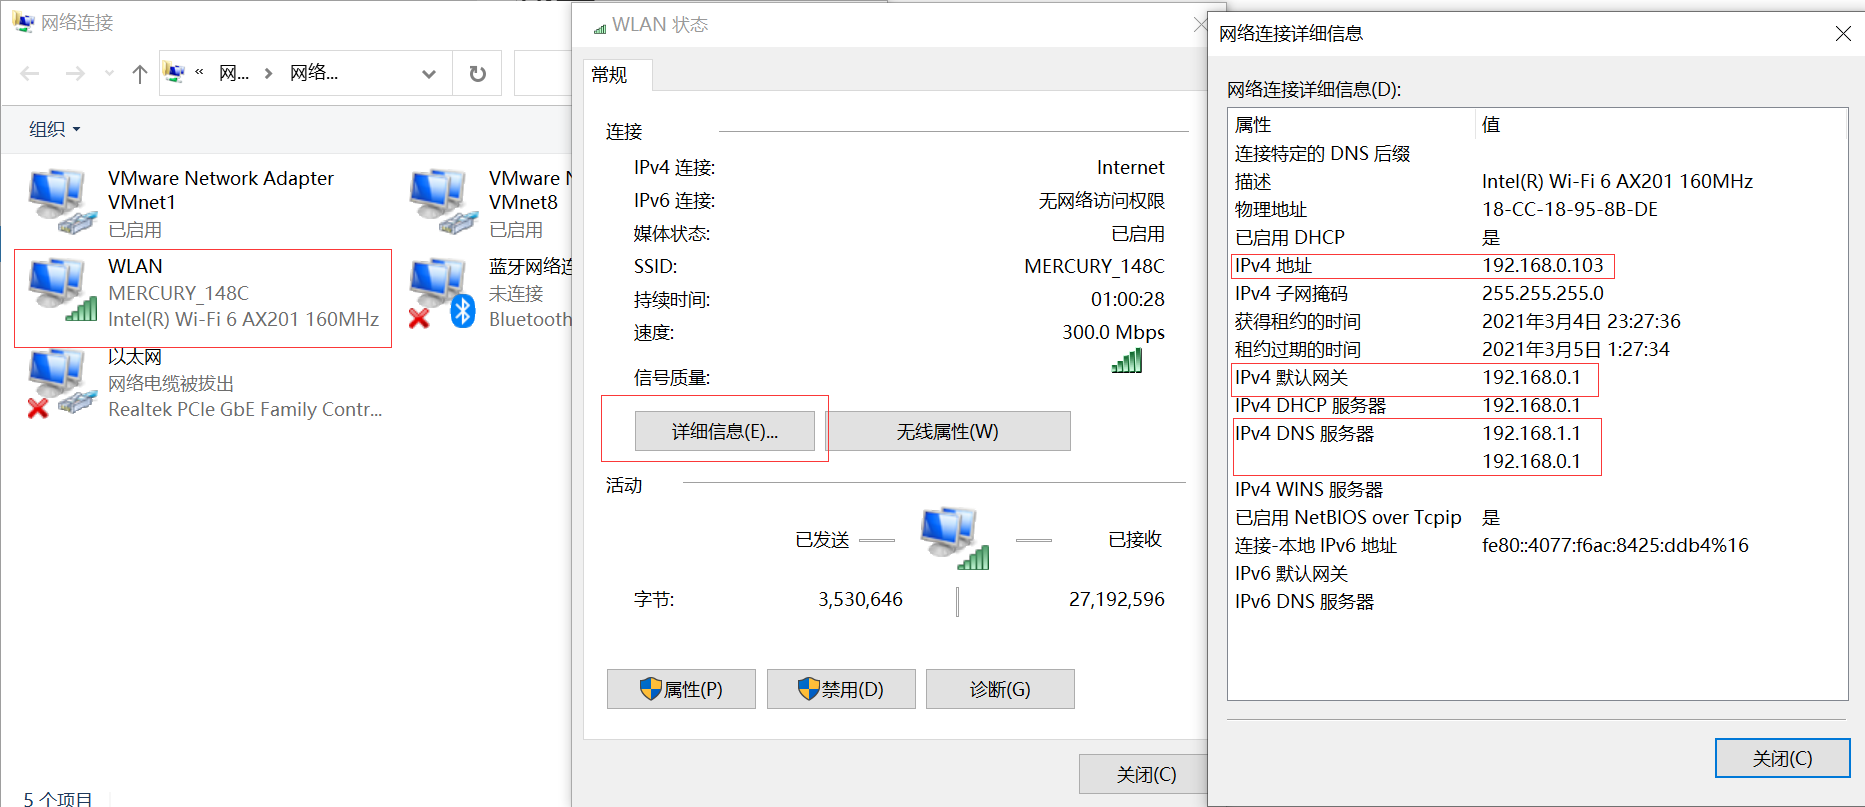 网络连接
« 网... › 网络...
组织
VMware Network Adapter
VMnet1
已启用
VMware
VMnet8
已启用
WLAN
MERCURY_148C
Intel(R) Wi-Fi 6 AX201 160MHz
蓝牙网络连
未连接
Bluetooth
以太网
网络电缆被拔出
Realtek PCIe GbE Family Contr...
5 个项目
WLAN 状态
常规
连接
IPv4 连接: Internet
IPv6 连接: 无网络访问权限
媒体状态: 已启用
SSID: MERCURY_148C
持续时间: 01:00:28
速度: 300.0 Mbps
信号质量:
详细信息(E)... 无线属性(W)
活动
已发送 已接收
字节: 3,530,646 27,192,596
属性(P) 禁用(D) 诊断(G)
关闭(C)
网络连接详细信息
网络连接详细信息(D):
属性 值
连接特定的 DNS 后缀
描述 Intel(R) Wi-Fi 6 AX201 160MHz
物理地址 18-CC-18-95-8B-DE
已启用 DHCP 是
IPv4 地址 192.168.0.103
IPv4 子网掩码 255.255.255.0
获得租约的时间 2021年3月4日 23:27:36
租约过期的时间 2021年3月5日 1:27:34
IPv4 默认网关 192.168.0.1
IPv4 DHCP 服务器 192.168.0.1
IPv4 DNS 服务器 192.168.1.1
192.168.0.1
IPv4 WINS 服务器
已启用 NetBIOS over Tcpip 是
连接-本地 IPv6 地址 fe80::4077:f6ac:8425:ddb4%16
IPv6 默认网关
IPv6 DNS 服务器
关闭(C)